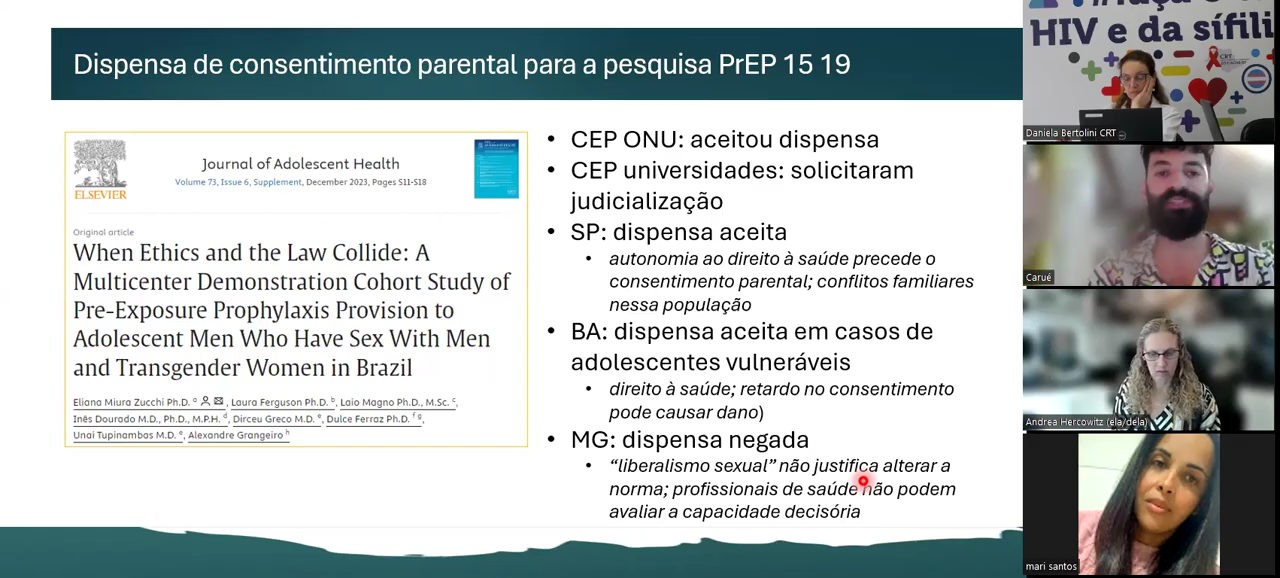 Dispensa de consentimento parental para a pesquisa PrEP 15 19
ELSEVIER
Journal of Adolescent Health
Volume 73, Issue 6, Supplement, December 2023, Pages S11-S18
Original article
When Ethics and the Law Collide: A
Multicenter Demonstration Cohort Study of
Pre-Exposure Prophylaxis Provision to
Adolescent Men Who Have Sex With Men
and Transgender Women in Brazil
Eliana Miura Zucchi Ph.D. a, Laura Ferguson Ph.D. b, Laio Magno Ph.D., M.Sc. c,
Inês Dourado M.D., Ph.D., M.P.H. d, Dirceu Greco M.D. e, Dulce Ferraz Ph.D. f g,
Unai Tupinambas M.D. e, Alexandre Grangeiro h
• CEP ONU: aceitou dispensa
• CEP universidades: solicitaram
judicialização
• SP: dispensa aceita
• autonomia ao direito à saúde precede o
consentimento parental; conflitos familiares
nessa população
• BA: dispensa aceita em casos de
adolescentes vulneráveis
• direito à saúde; retardo no consentimento
pode causar dano)
• MG: dispensa negada
• “liberalismo sexual” não justifica alterar a
norma; profissionais de saúde não podem
avaliar a capacidade decisória
HIV e da sífili
Daniela Bertolini CRT
Carué
Andrea Hercowitz (ela/dela)
mari santos